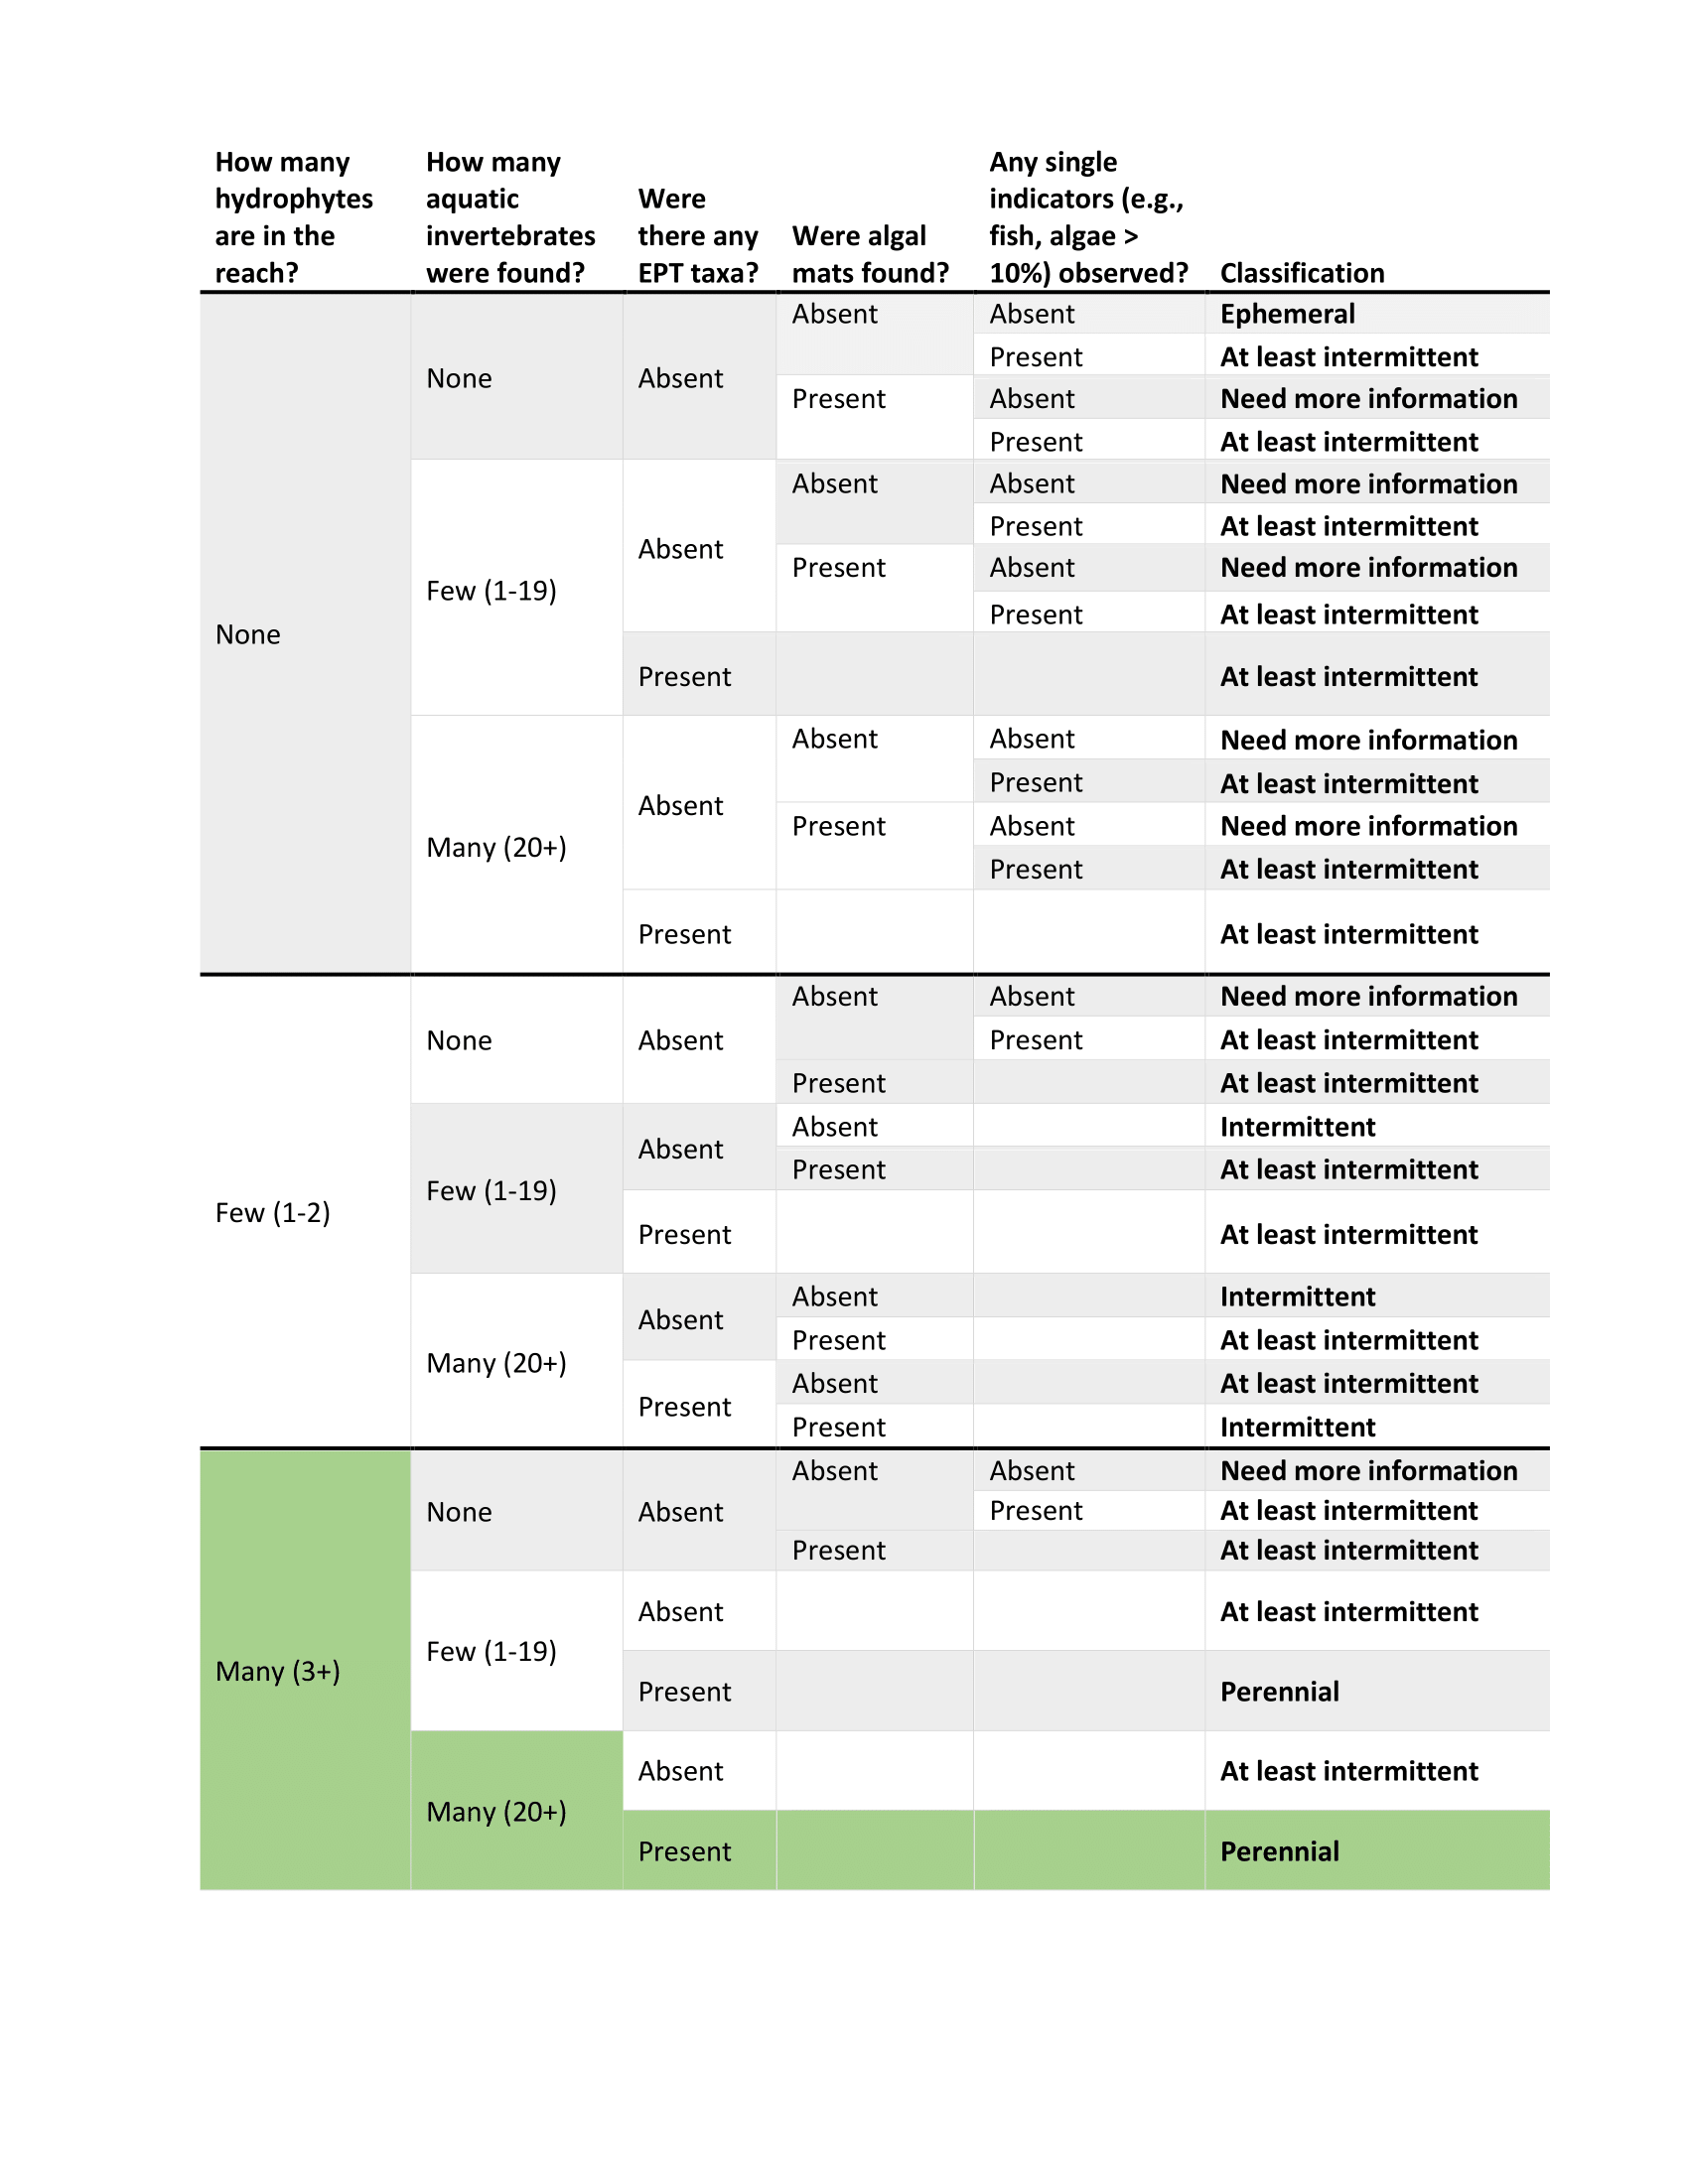 How many
hydrophytes
are in the
reach?
How many
aquatic
invertebrates
were found?
Were
there any
EPT taxa?
Were algal
mats found?
Any single
indicators (e.g.,
fish, algae >
10%) observed?
Classification
None
None
Absent
Absent
Absent
Ephemeral
Present
At least intermittent
Present
Absent
Need more information
Present
At least intermittent
Few (1-19)
Absent
Absent
Absent
Need more information
Present
At least intermittent
Present
Absent
Need more information
Present
At least intermittent
Present
At least intermittent
Many (20+)
Absent
Absent
Absent
Need more information
Present
At least intermittent
Present
Absent
Need more information
Present
At least intermittent
Present
At least intermittent
Few (1-2)
None
Absent
Absent
Absent
Need more information
Present
At least intermittent
Present
At least intermittent
Few (1-19)
Absent
Absent
Intermittent
Present
At least intermittent
Present
At least intermittent
Many (20+)
Absent
Absent
Intermittent
Present
At least intermittent
Present
Absent
At least intermittent
Present
Intermittent
Many (3+)
None
Absent
Absent
Absent
Need more information
Present
At least intermittent
Present
At least intermittent
Few (1-19)
Absent
At least intermittent
Present
Perennial
Many (20+)
Absent
At least intermittent
Present
Perennial